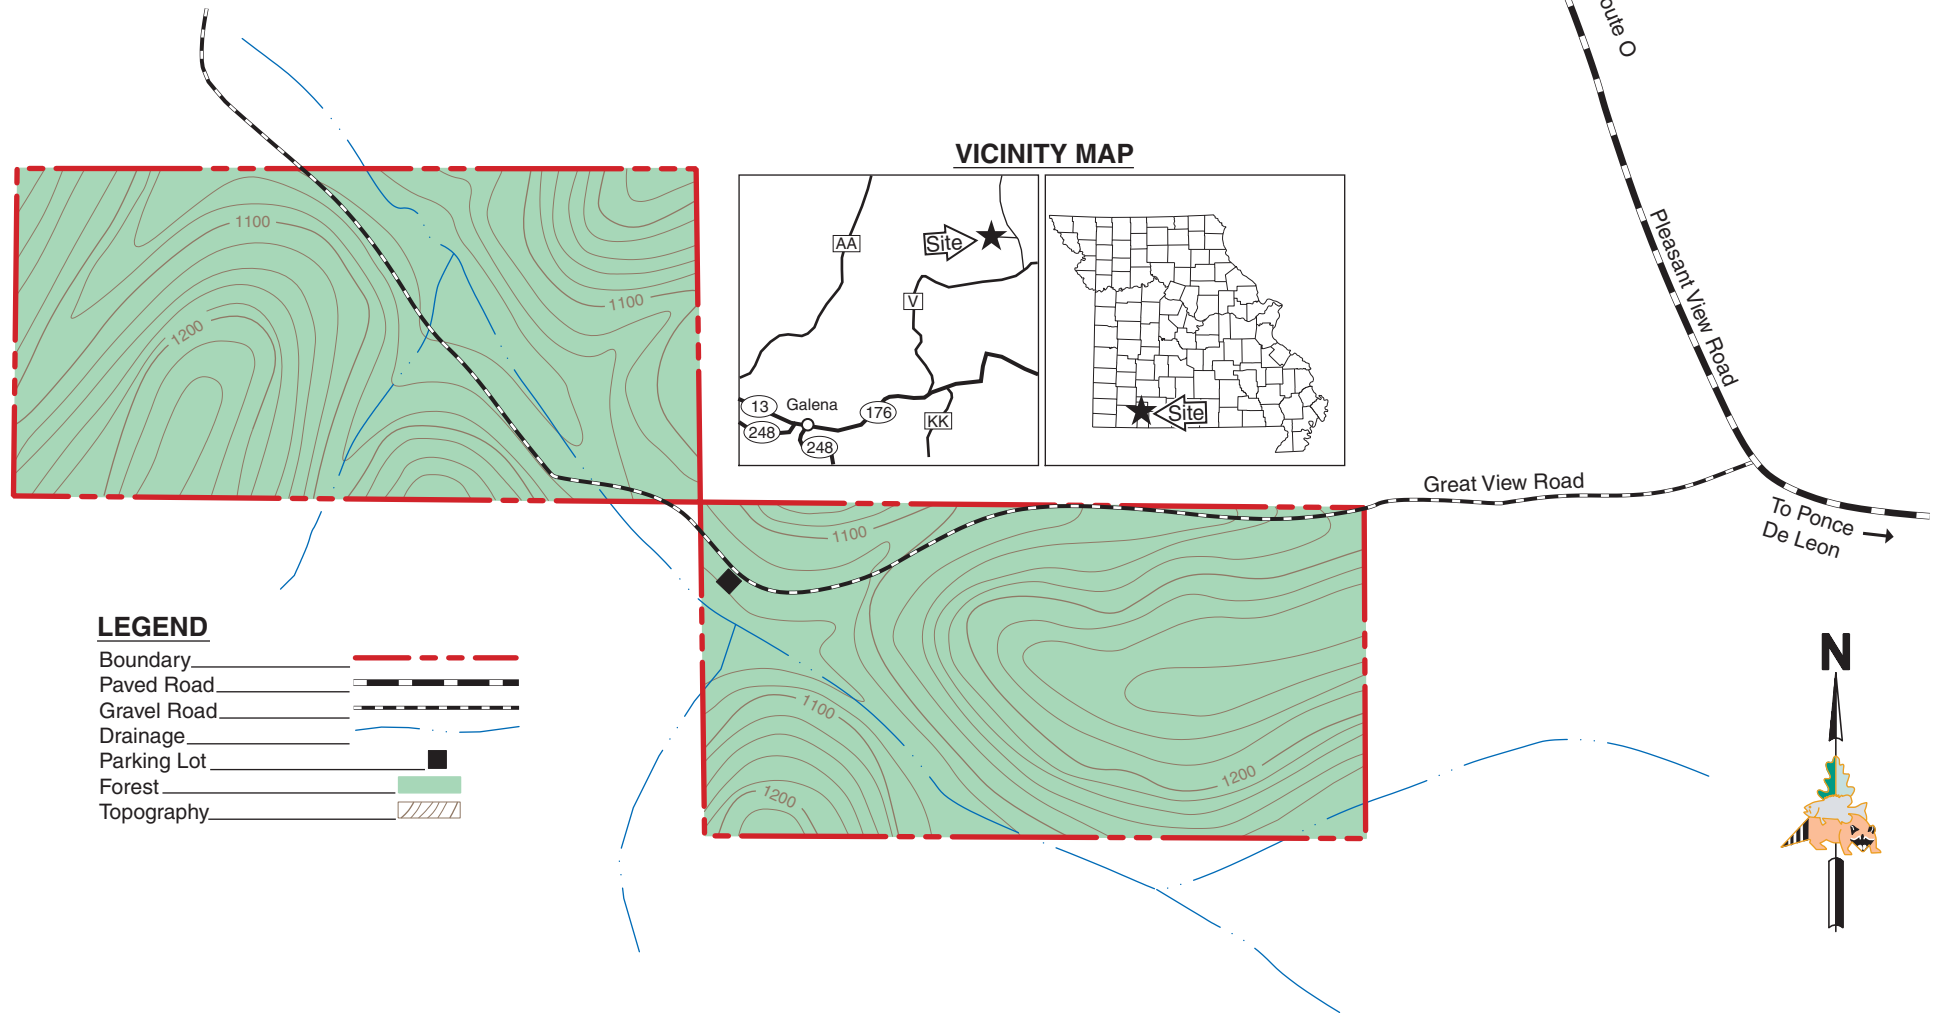 oute O
Pleasant View Road
VICINITY MAP
AA
Site
V
13
Galena
176
248
248
KK
Site
1100
1200
1100
Great View Road
To Ponce
De Leon
1100
1100
1200
1200
LEGEND
Boundary
Paved Road
Gravel Road
Drainage
Parking Lot
Forest
Topography
N